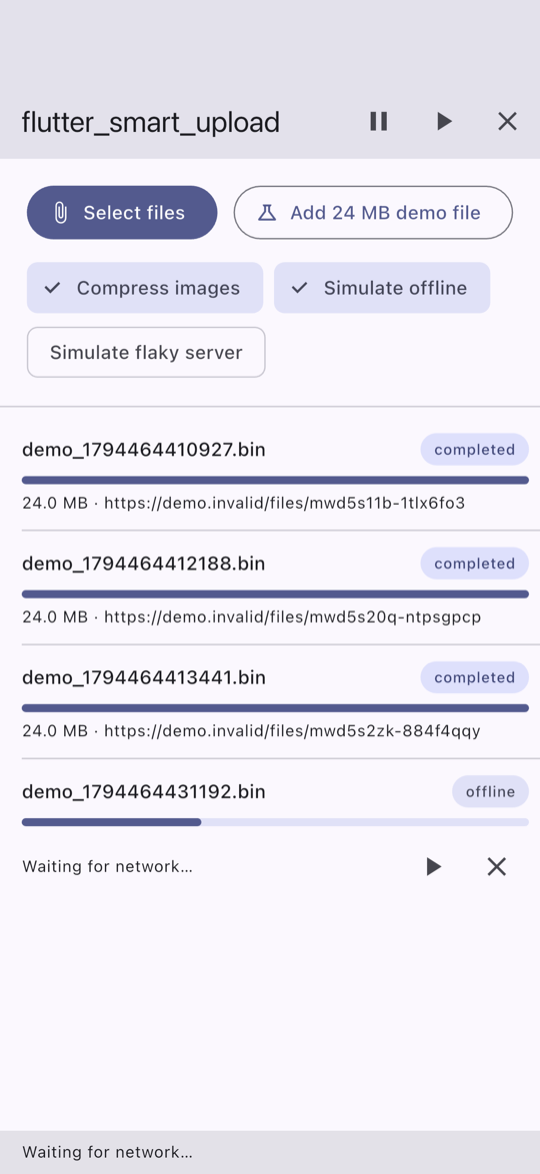 flutter_smart_upload
Select files
Add 24 MB demo file
Compress images
Simulate offline
Simulate flaky server
demo_1794464410927.bin
completed
24.0 MB · https://demo.invalid/files/mwd5s11b-1tlx6fo3
demo_1794464412188.bin
completed
24.0 MB · https://demo.invalid/files/mwd5s20q-ntpsgpcp
demo_1794464413441.bin
completed
24.0 MB · https://demo.invalid/files/mwd5s2zk-884f4qqy
demo_1794464431192.bin
offline
Waiting for network...
Waiting for network...